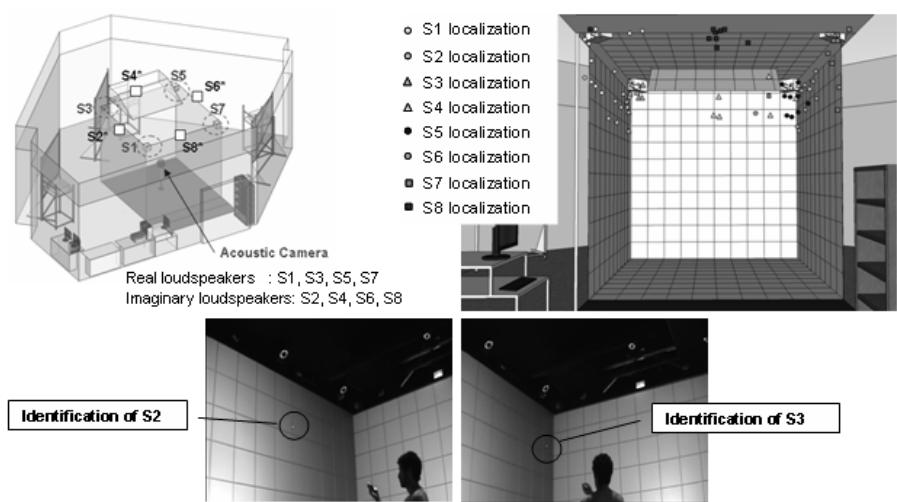 S4*
S5
S6*
S3
S7
S2*
S1
S8*
Acoustic Camera
Real loudspeakers : S1, S3, S5, S7
Imaginary loudspeakers: S2, S4, S6, S8
S1 localization
S2 localization
S3 localization
S4 localization
S5 localization
S6 localization
S7 localization
S8 localization
Identification of S2
Identification of S3